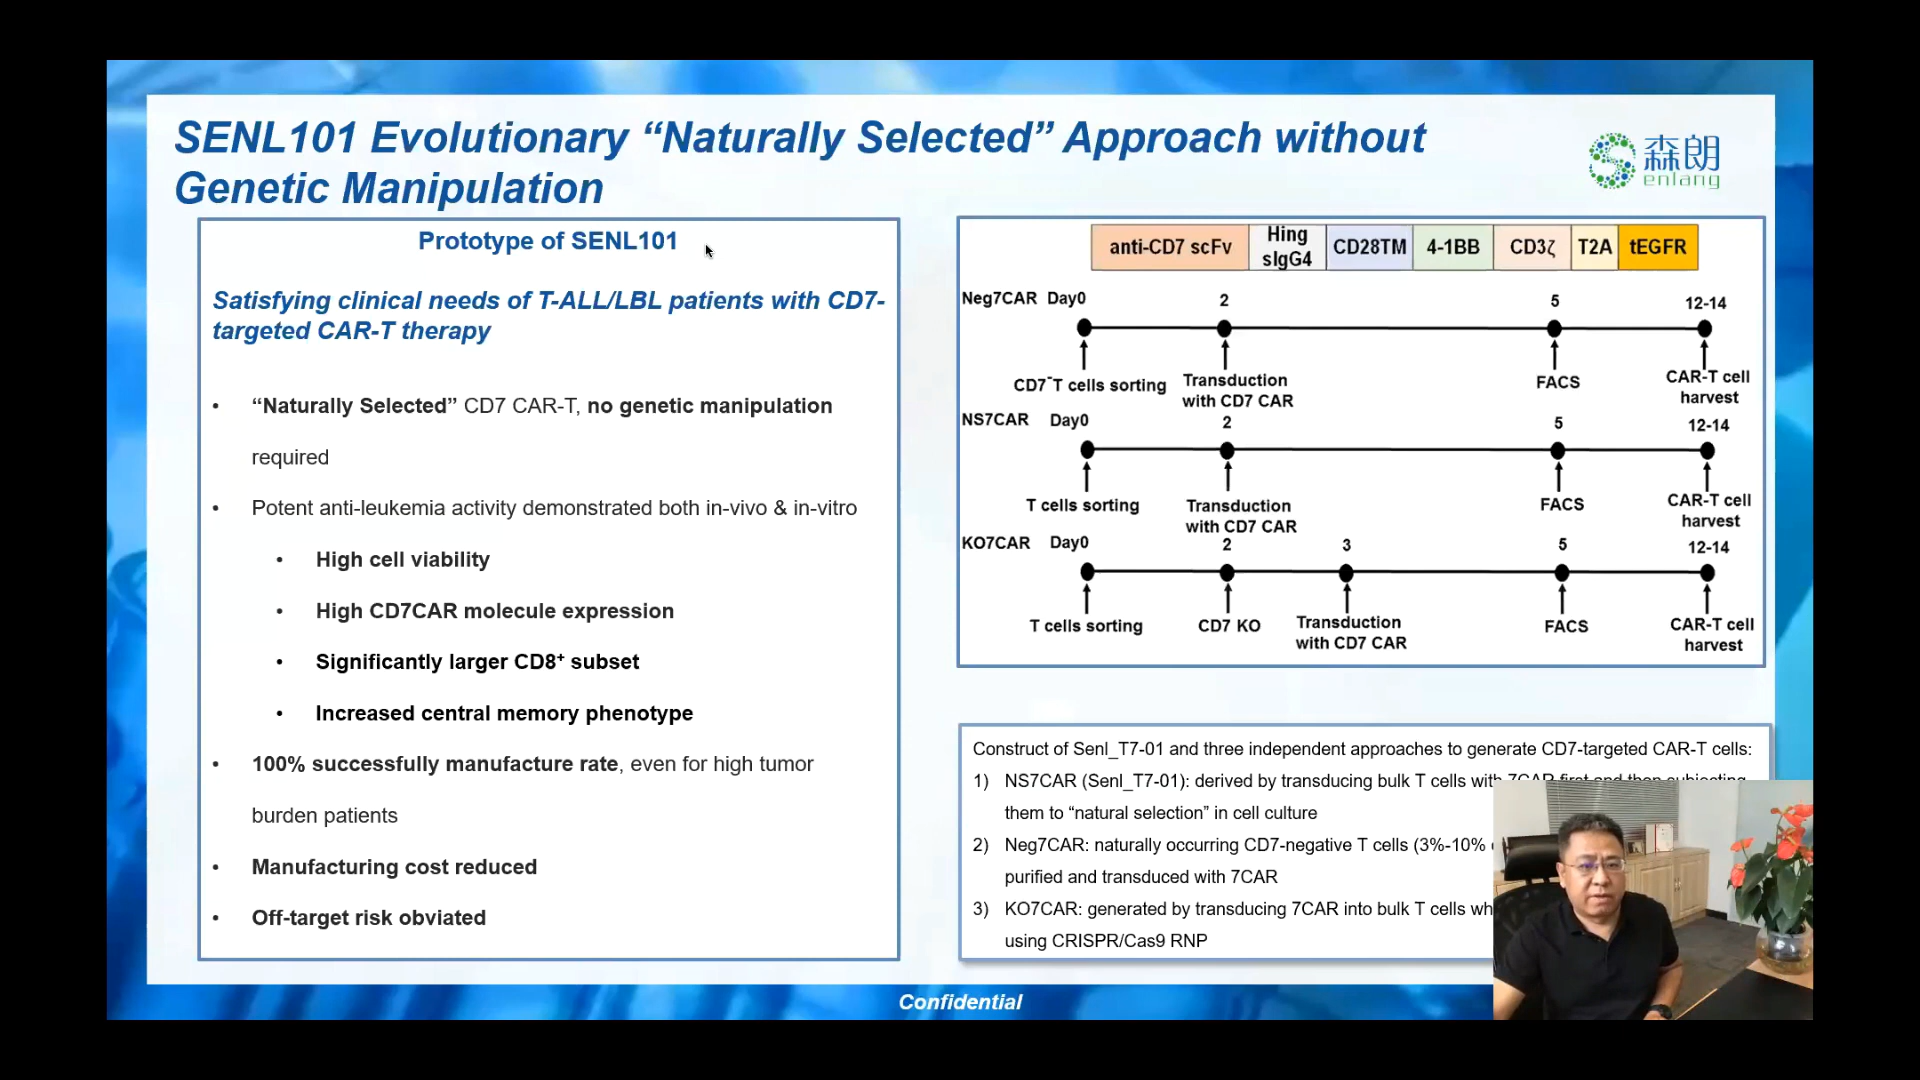 SENL101 Evolutionary “Naturally Selected” Approach without
Genetic Manipulation
森朗
enlang
Prototype of SENL101
Satisfying clinical needs of T-ALL/LBL patients with CD7-
targeted CAR-T therapy
• “Naturally Selected” CD7 CAR-T, no genetic manipulation
required
• Potent anti-leukemia activity demonstrated both in-vivo & in-vitro
• High cell viability
• High CD7CAR molecule expression
• Significantly larger CD8⁺ subset
• Increased central memory phenotype
• 100% successfully manufacture rate, even for high tumor
burden patients
• Manufacturing cost reduced
• Off-target risk obviated
anti-CD7 scFv
Hing
sIgG4
CD28TM
4-1BB
CD3ζ
T2A
tEGFR
Neg7CAR Day0 2 5 12-14
CD7⁻T cells sorting
Transduction
with CD7 CAR
FACS
CAR-T cell
harvest
NS7CAR Day0 2 5 12-14
T cells sorting
Transduction
with CD7 CAR
FACS
CAR-T cell
harvest
KO7CAR Day0 2 3 5 12-14
T cells sorting
CD7 KO
Transduction
with CD7 CAR
FACS
CAR-T cell
harvest
Construct of Senl_T7-01 and three independent approaches to generate CD7-targeted CAR-T cells:
1) NS7CAR (Senl_T7-01): derived by transducing bulk T cells with 7CAR first and then subjecting
them to “natural selection” in cell culture
2) Neg7CAR: naturally occurring CD7-negative T cells (3%-10%
purified and transduced with 7CAR
3) KO7CAR: generated by transducing 7CAR into bulk T cells
using CRISPR/Cas9 RNP
Confidential